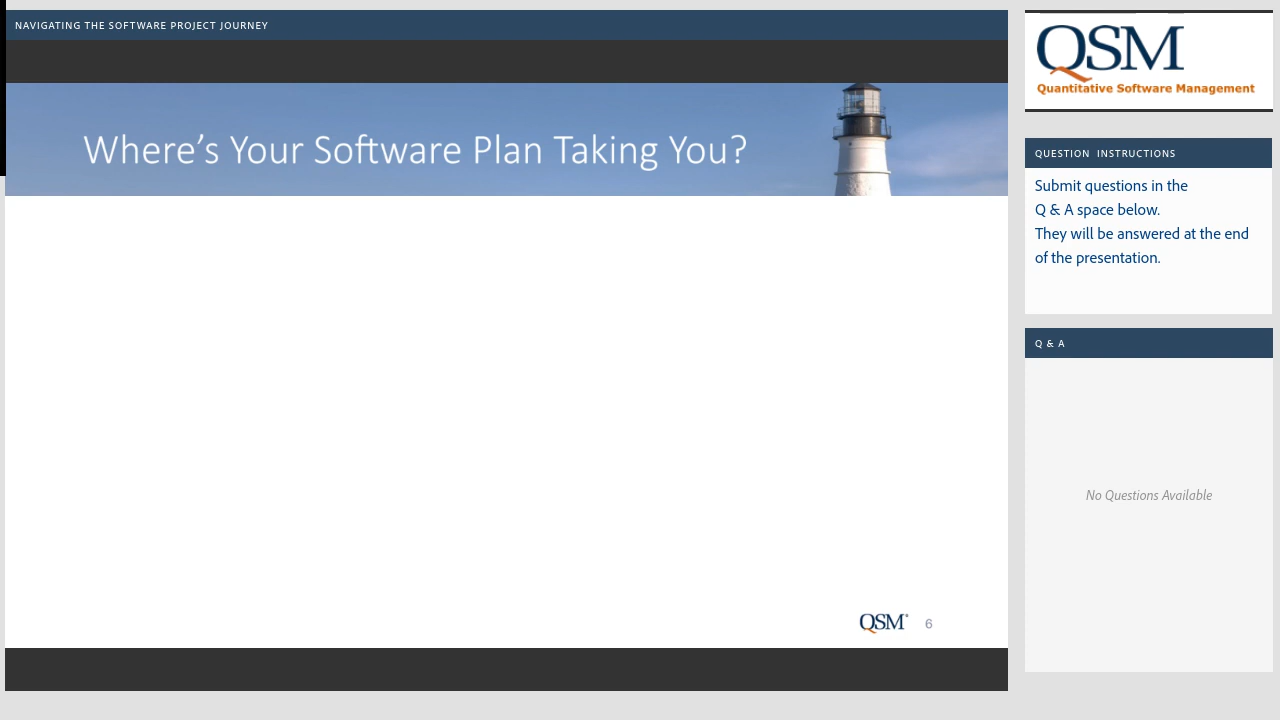 NAVIGATING THE SOFTWARE PROJECT JOURNEY
Where's Your Software Plan Taking You?
QSM
6
QSM
Quantitative Software Management
QUESTION INSTRUCTIONS
Submit questions in the
Q & A space below.
They will be answered at the end
of the presentation.
Q & A
No Questions Available